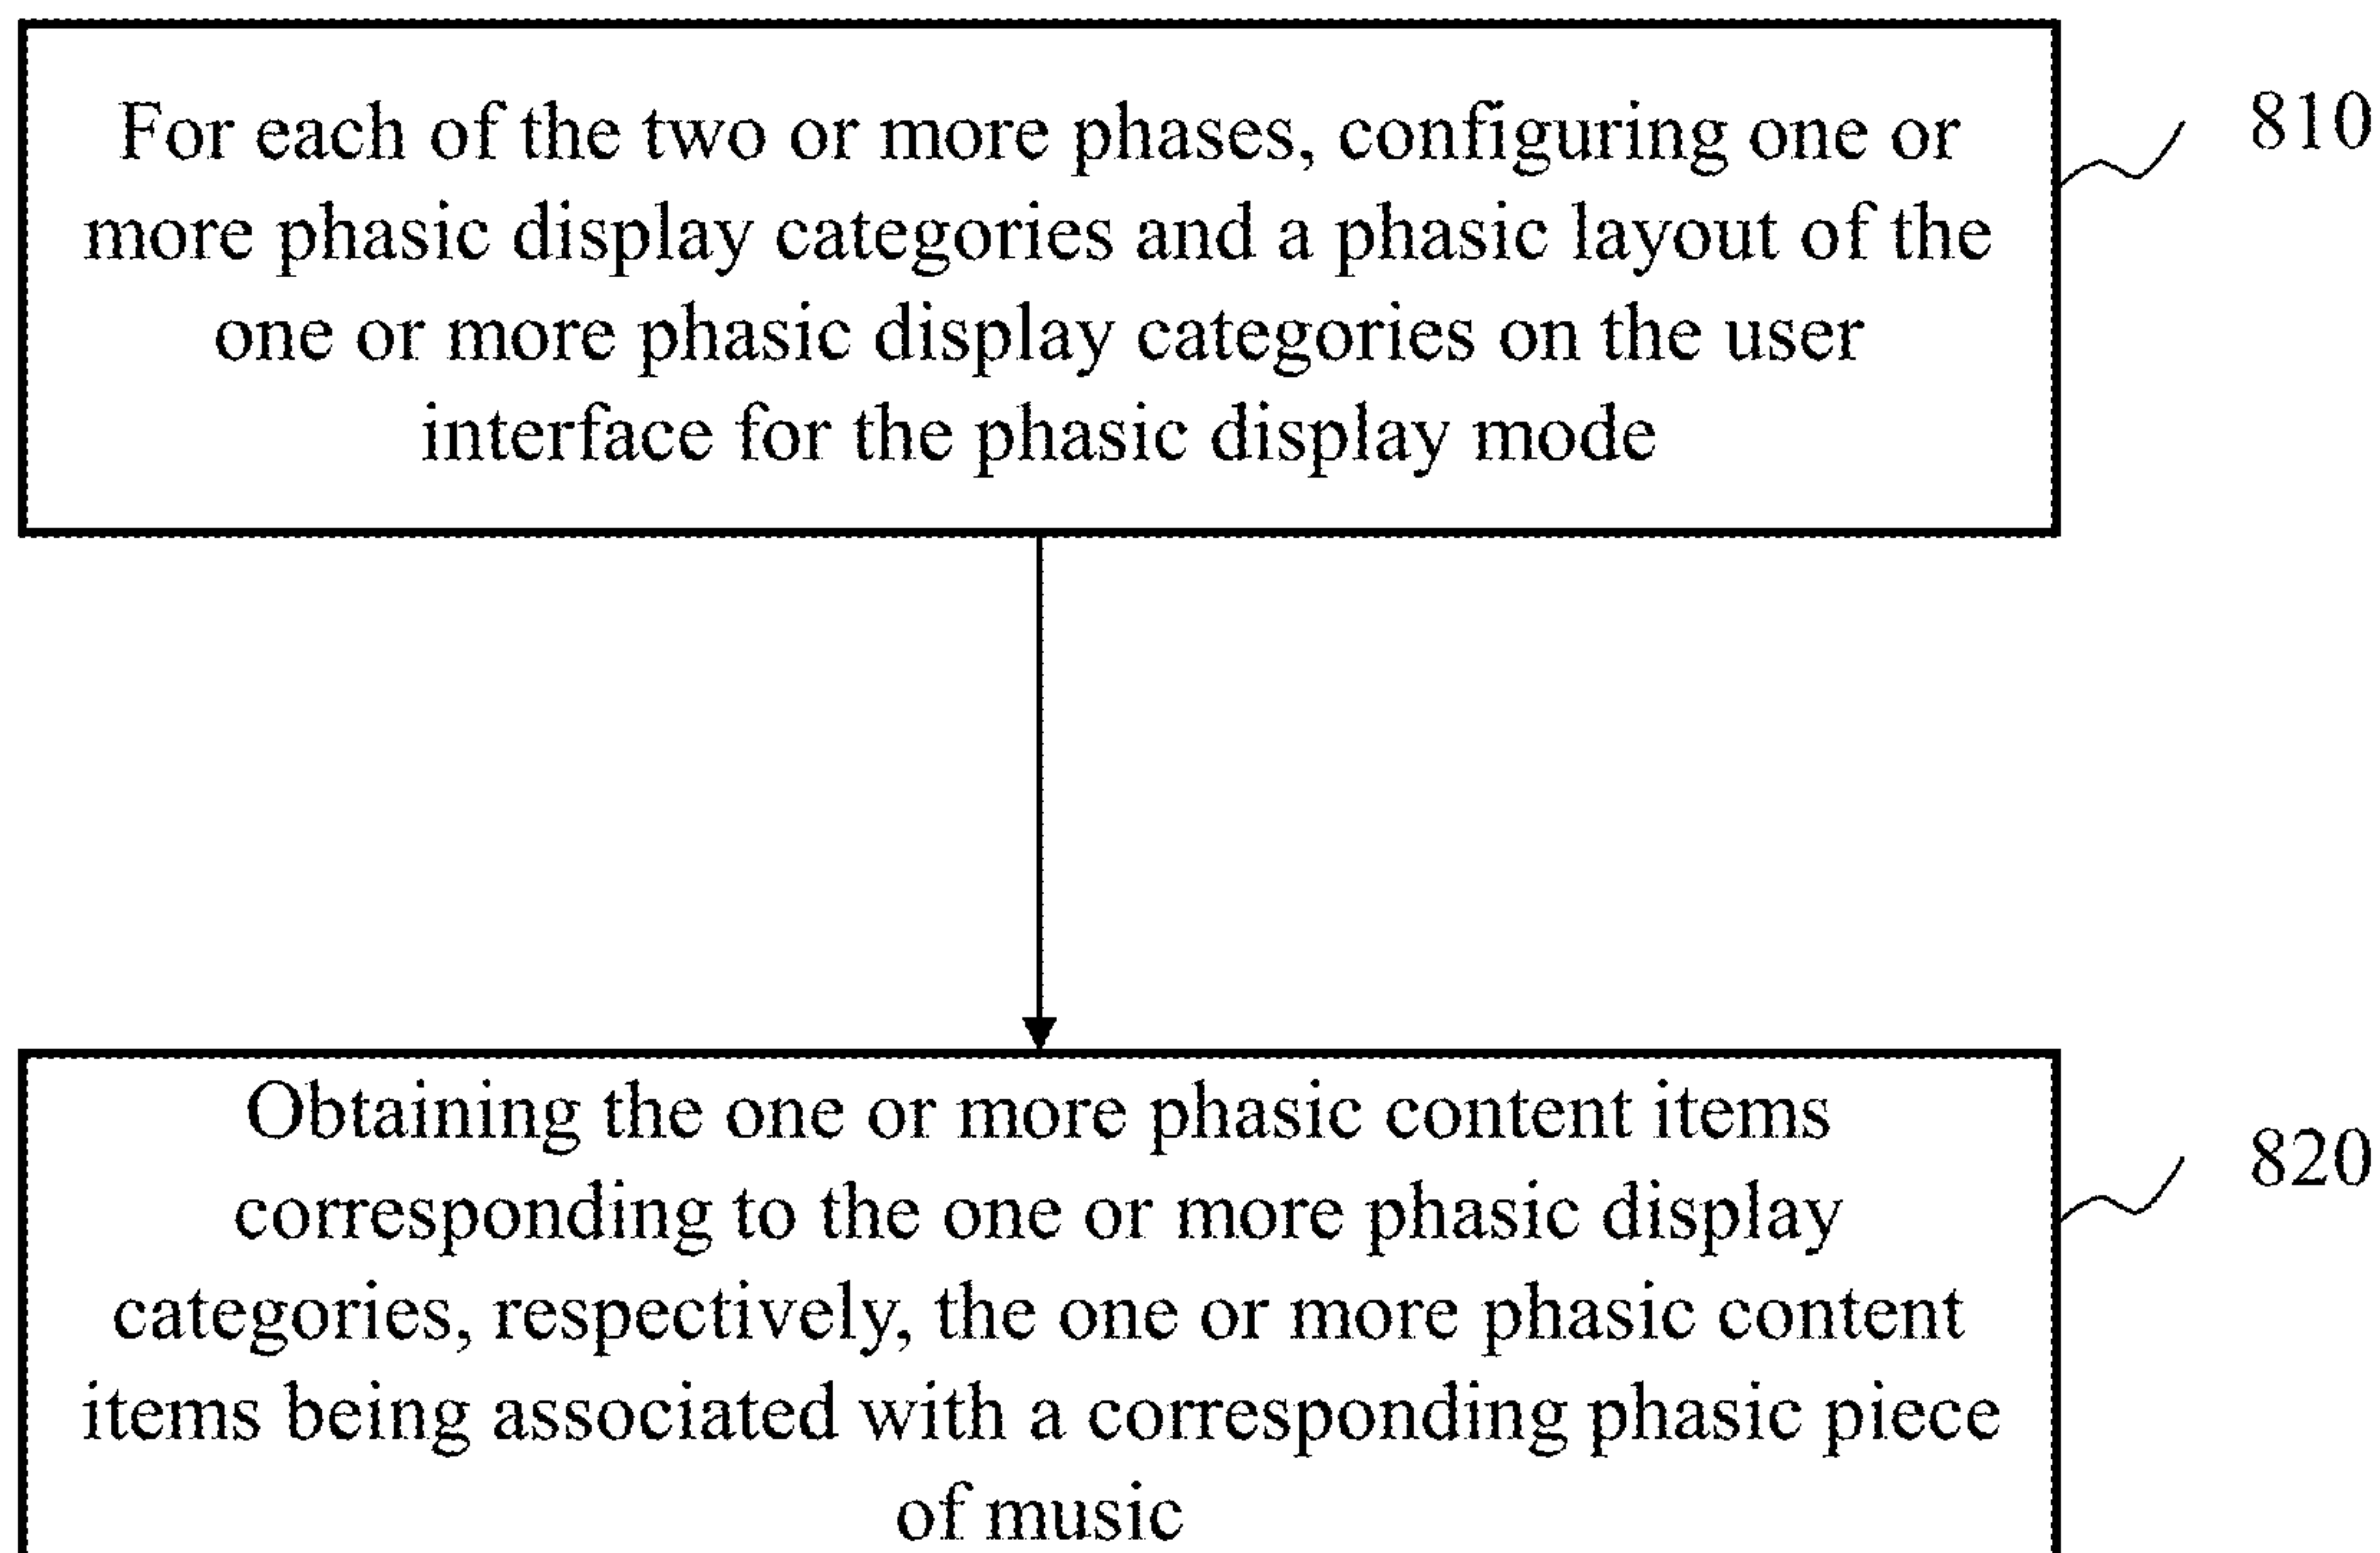 For each of the two or more phases, configuring one or
more phasic display categories and a phasic layout of the
one or more phasic display categories on the user
interface for the phasic display mode
810
Obtaining the one or more phasic content items
corresponding to the one or more phasic display
categories, respectively, the one or more phasic content
items being associated with a corresponding phasic piece
of music
820